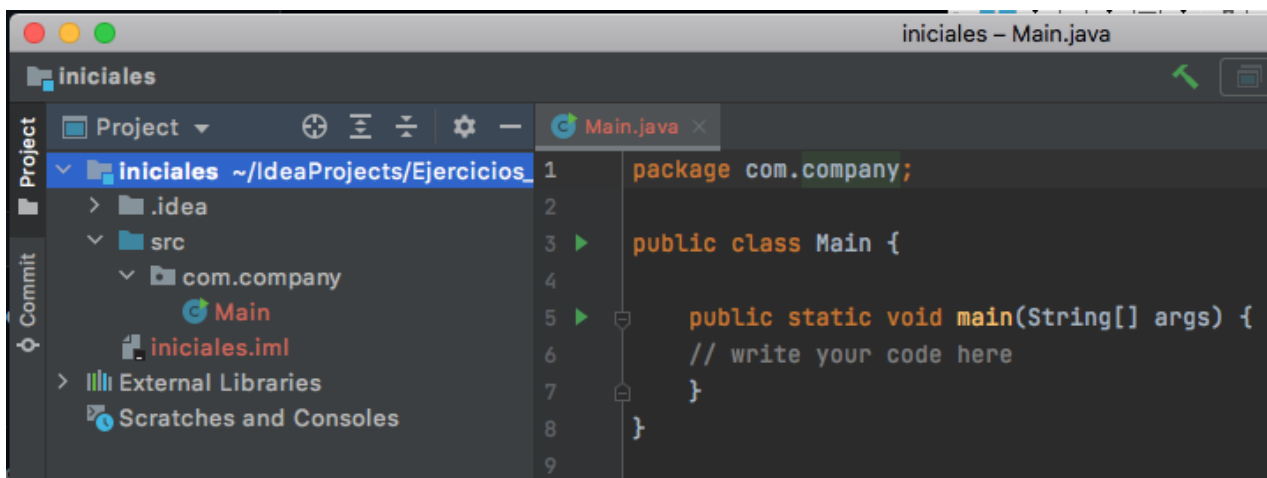 iniciales – Main.java
iniciales
Project
Commit
Project
iniciales ~/IdeaProjects/Ejercicios_
.idea
src
com.company
Main
iniciales.iml
External Libraries
Scratches and Consoles
Main.java
1 package com.company;
2
3 public class Main {
4
5 public static void main(String[] args) {
6 // write your code here
7 }
8 }
9